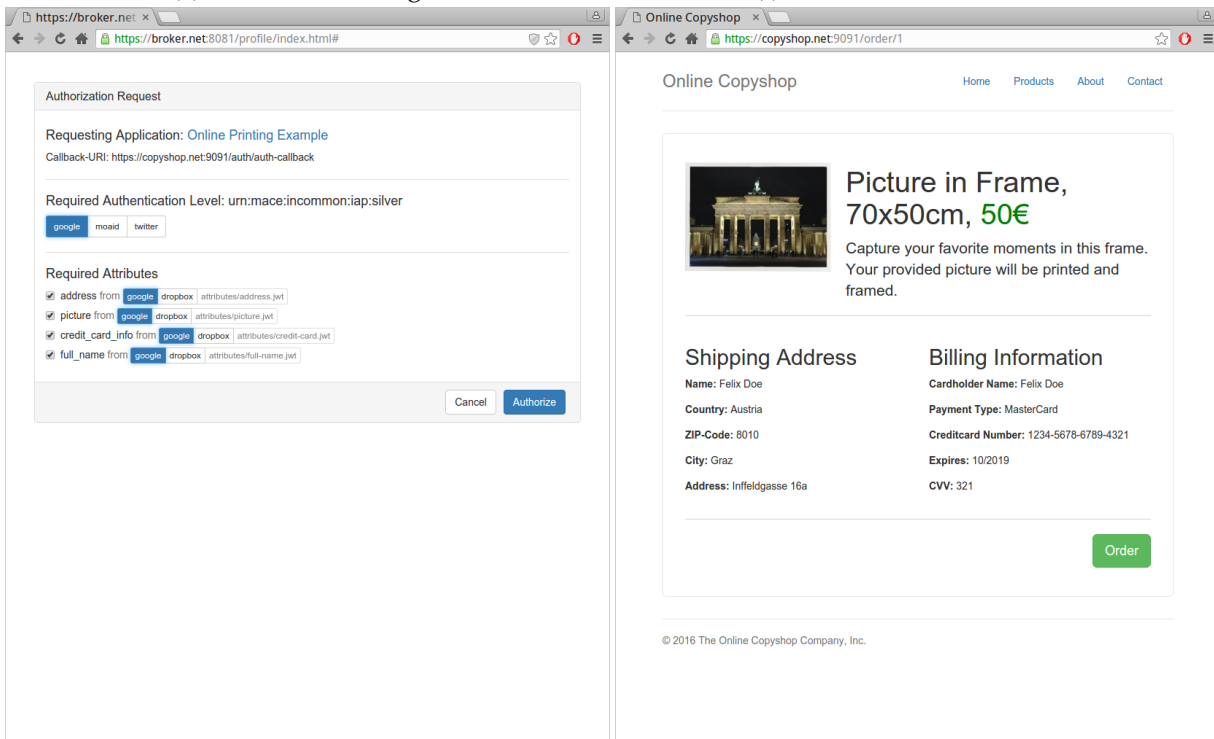 https://broker.net
https://broker.net:8081/profile/index.html#
Authorization Request
Requesting Application: Online Printing Example
Callback-URI: https://copyshop.net:9091/auth/auth-callback
Required Authentication Level: urn:mace:incommon:iap:silver
google moaid twitter
Required Attributes
address from google dropbox attributes/address.jwt
picture from google dropbox attributes/picture.jwt
credit_card_info from google dropbox attributes/credit-card.jwt
full_name from google dropbox attributes/full-name.jwt
Cancel Authorize
Online Copyshop
https://copyshop.net:9091/order/1
Online Copyshop Home Products About Contact
Picture in Frame,
70x50cm, 50€
Capture your favorite moments in this frame.
Your provided picture will be printed and
framed.
Shipping Address
Name: Felix Doe
Country: Austria
ZIP-Code: 8010
City: Graz
Address: Inffeldgasse 16a
Billing Information
Cardholder Name: Felix Doe
Payment Type: MasterCard
Creditcard Number: 1234-5678-6789-4321
Expires: 10/2019
CVV: 321
Order
© 2016 The Online Copyshop Company, Inc.